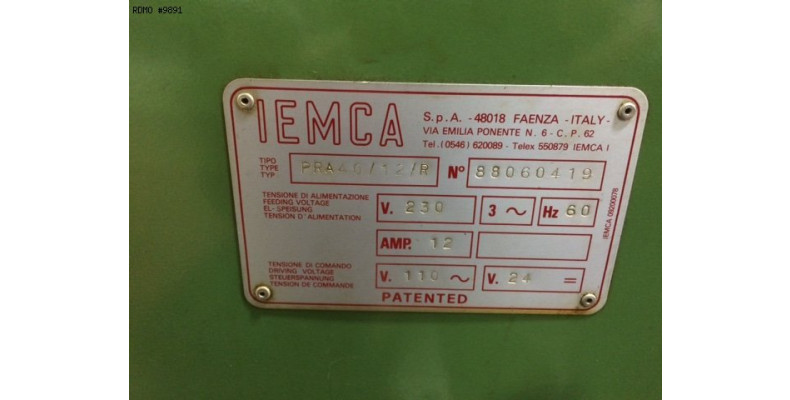 RDMO #9891
IEMCA
S.p.A. - 48018 FAENZA - ITALY -
VIA EMILIA PONENTE N. 6 - C. P. 62
Tel. (0546) 620089 - Telex 550879 IEMCA I
TIPO
TYPE
TYP
PRA40/12/R
N° 88060419
TENSIONE DI ALIMENTAZIONE
FEEDING VOLTAGE
EL.-SPEISUNG
TENSION D'ALIMENTATION
V. 230
3 ~
Hz 60
AMP. 12
TENSIONE DI COMANDO
DRIVING VOLTAGE
STEUERSPANNUNG
TENSION DE COMMANDE
V. 110 ~
V. 24 =
PATENTED